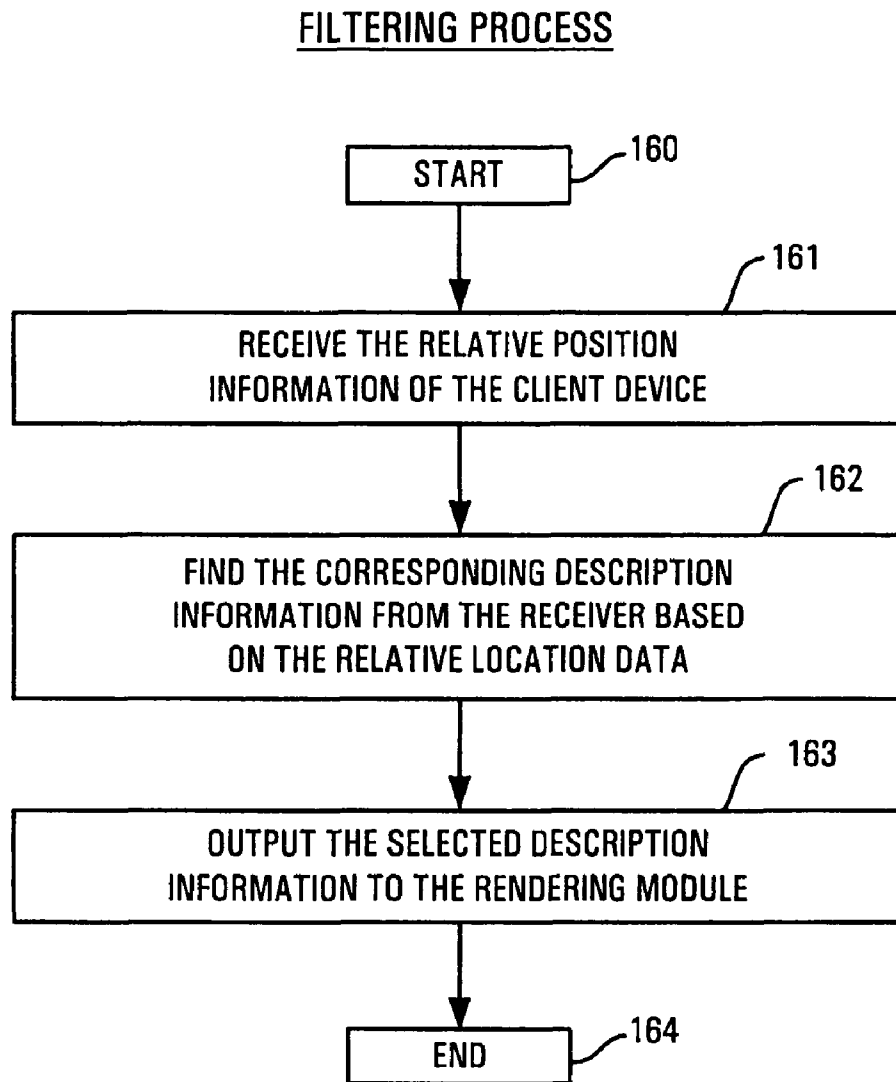 FILTERING PROCESS
START
160
161
RECEIVE THE RELATIVE POSITION
INFORMATION OF THE CLIENT DEVICE
162
FIND THE CORRESPONDING DESCRIPTION
INFORMATION FROM THE RECEIVER BASED
ON THE RELATIVE LOCATION DATA
163
OUTPUT THE SELECTED DESCRIPTION
INFORMATION TO THE RENDERING MODULE
END
164